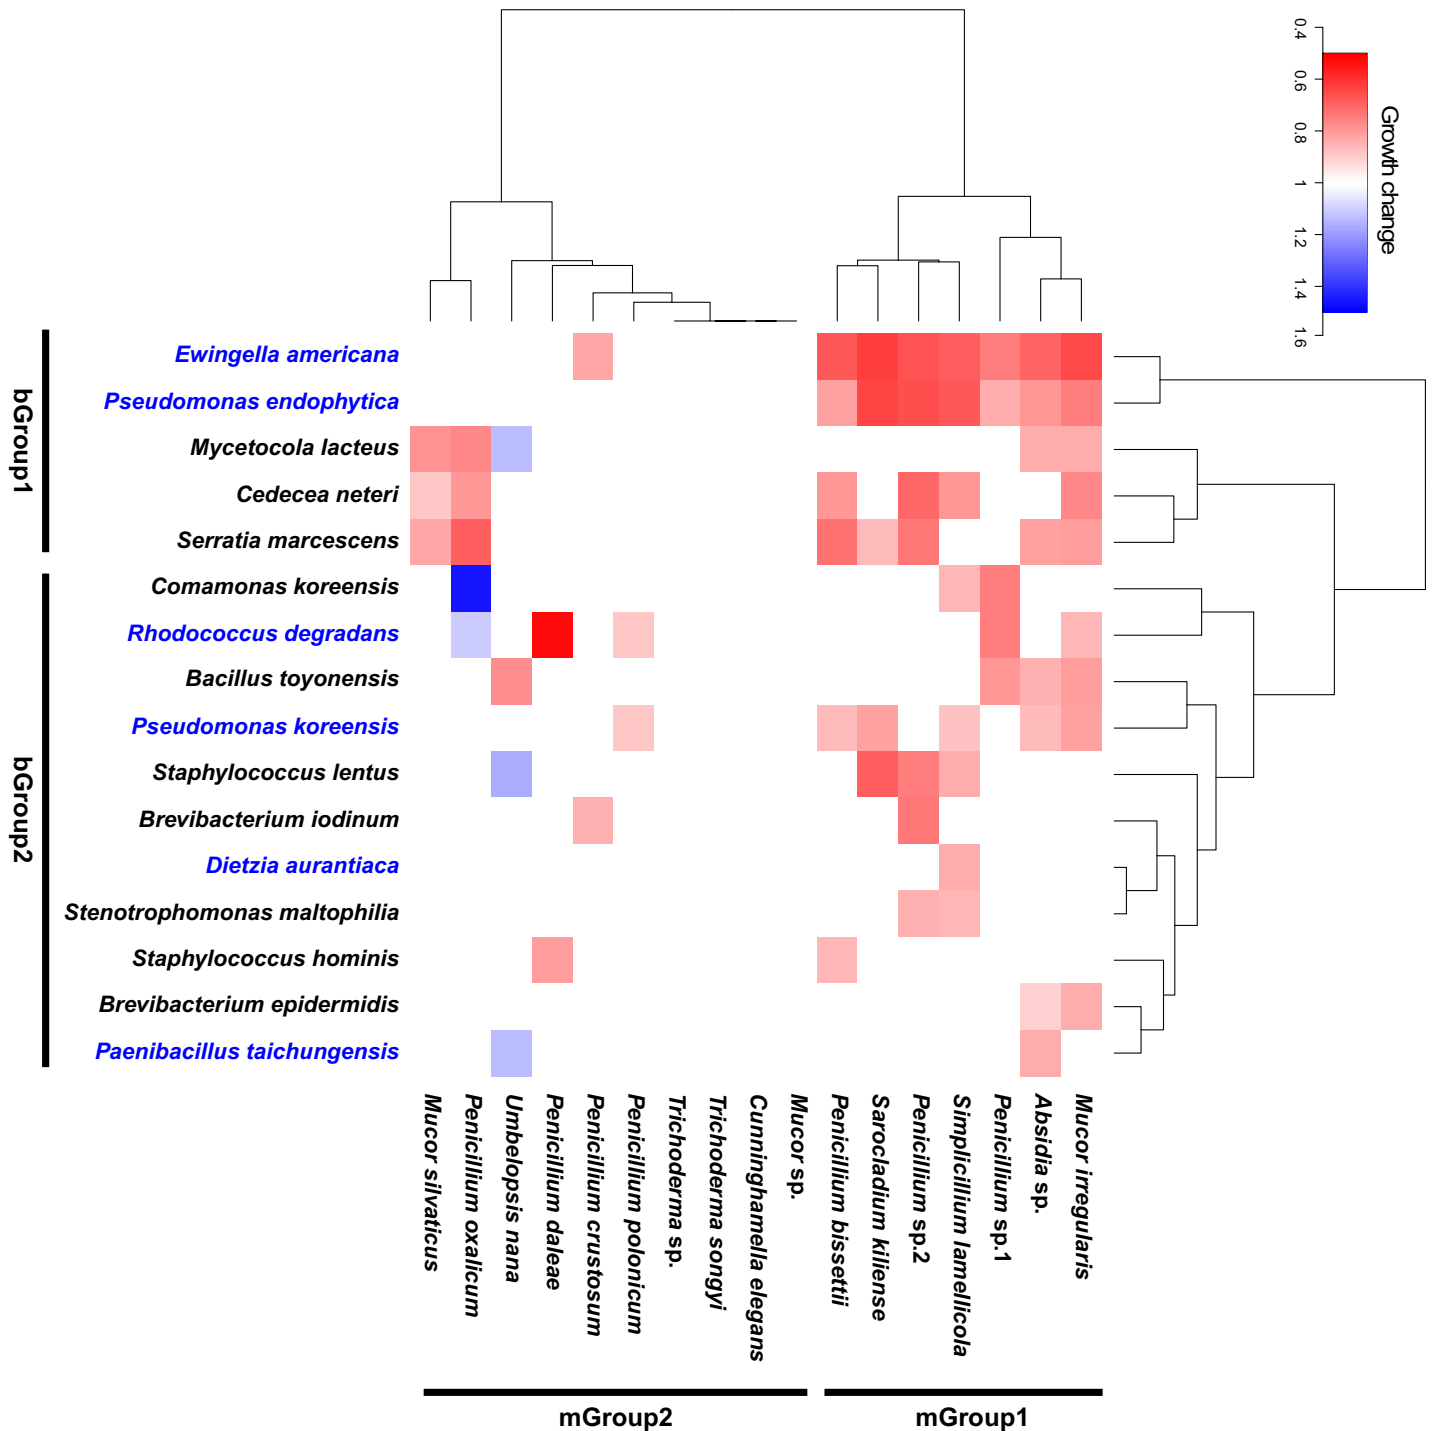 Growth change
0.4
0.6
0.8
1
1.2
1.4
1.6
bGroup1
bGroup2
Ewingella americana
Pseudomonas endophytica
Mycetocola lacteus
Cedecea neteri
Serratia marcescens
Comamonas koreensis
Rhodococcus degradans
Bacillus toyonensis
Pseudomonas koreensis
Staphylococcus lentus
Brevibacterium iodinum
Dietzia aurantiaca
Stenotrophomonas maltophilia
Staphylococcus hominis
Brevibacterium epidermidis
Paenibacillus taichungensis
Mucor silvaticus
Penicillium oxalicum
Umbelopsis nana
Penicillium daleae
Penicillium crustosum
Penicillium polonicum
Trichoderma sp.
Trichoderma songyi
Cunninghamella elegans
Mucor sp.
Penicillium bissettii
Sarocladium kiliense
Penicillium sp.2
Simplicillium lamellicola
Penicillium sp.1
Absidia sp.
Mucor irregularis
mGroup2
mGroup1